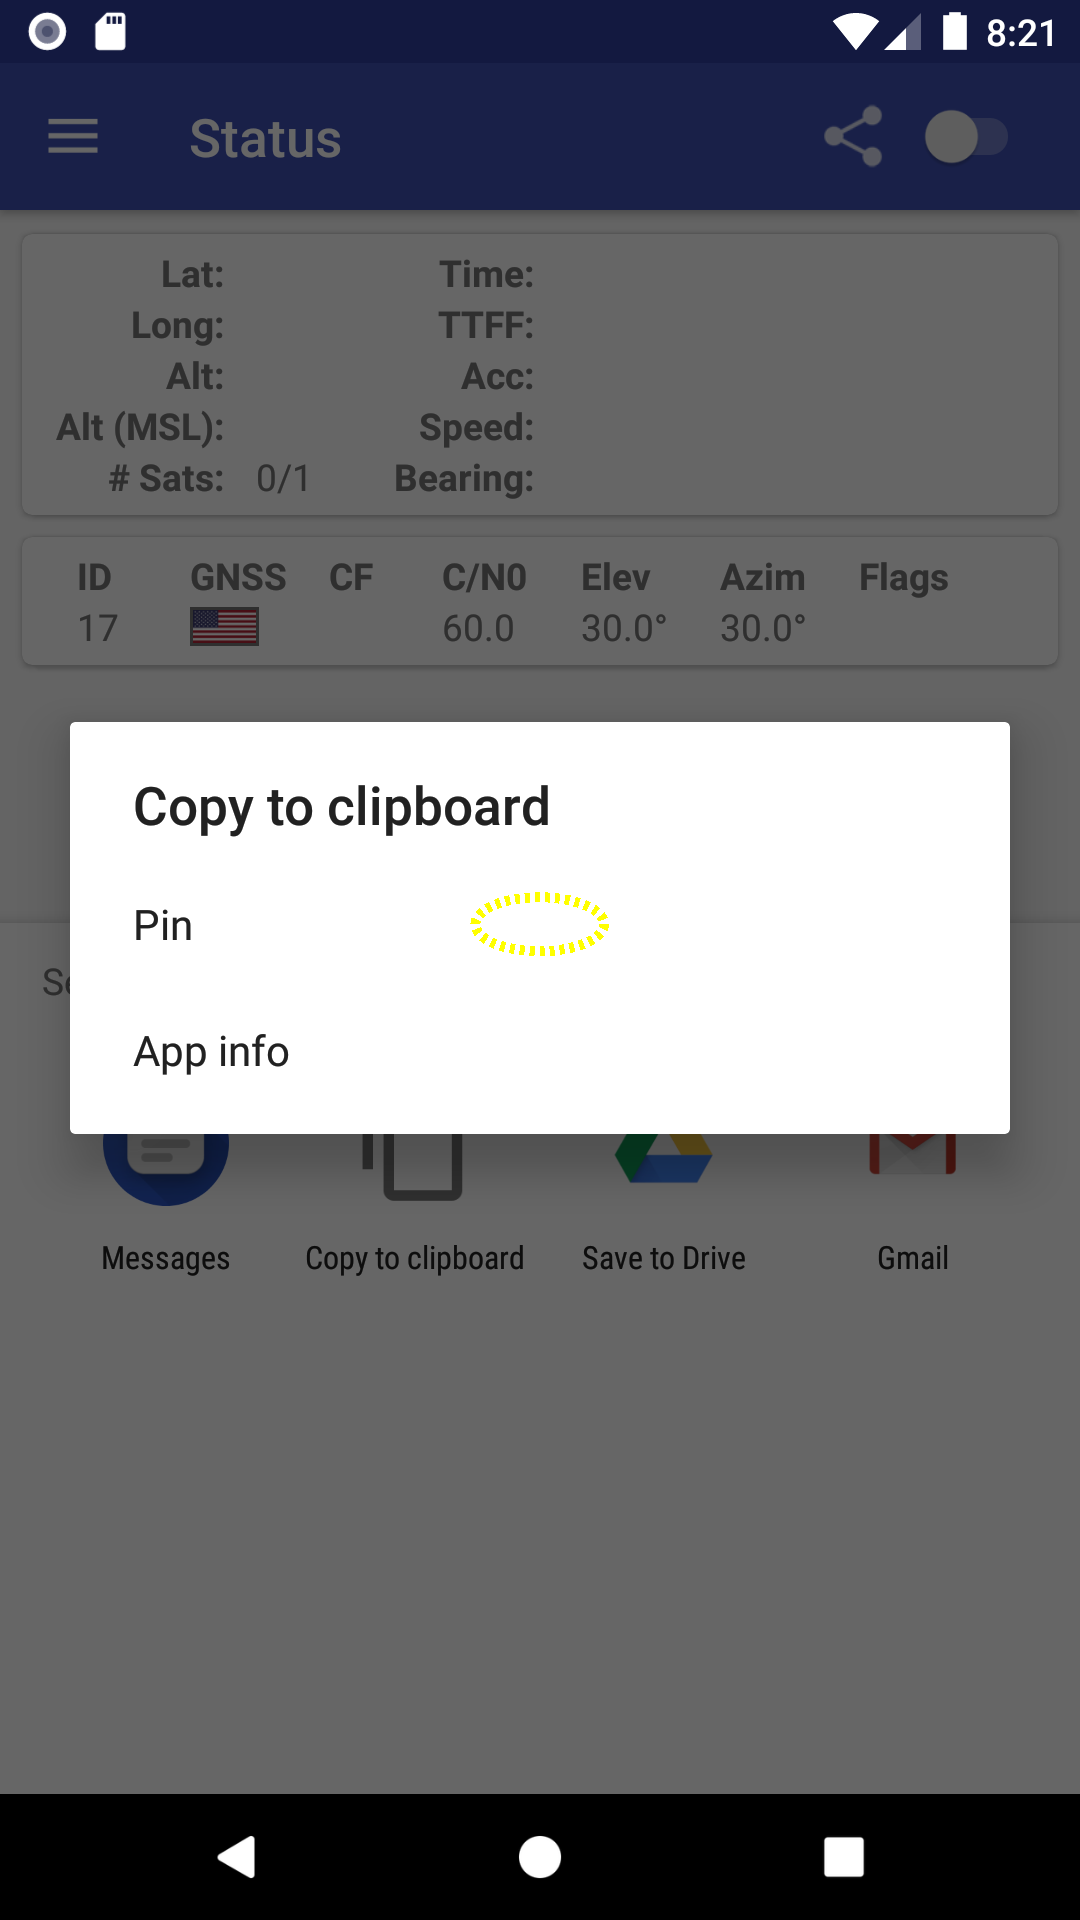 8:21
Status
Lat: Time:
Long: TTFF:
Alt: Acc:
Alt (MSL): Speed:
# Sats: 0/1 Bearing:
ID GNSS CF C/N0 Elev Azim Flags
17 60.0 30.0° 30.0°
Copy to clipboard
Pin
App info
Messages Copy to clipboard Save to Drive Gmail